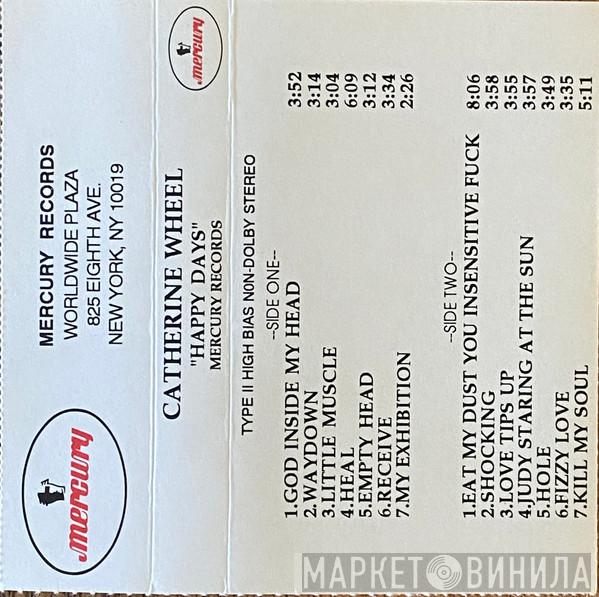 mercury
MERCURY RECORDS
WORLDWIDE PLAZA
825 EIGHTH AVE.
NEW YORK, NY 10019
mercury
CATHERINE WHEEL
"HAPPY DAYS"
MERCURY RECORDS
TYPE II HIGH BIAS N0N-DOLBY STEREO
--SIDE ONE--
1.GOD INSIDE MY HEAD 3:52
2.WAYDOWN 3:14
3.LITTLE MUSCLE 3:04
4.HEAL 6:09
5.EMPTY HEAD 3:12
6.RECEIVE 3:34
7.MY EXHIBITION 2:26
--SIDE TWO--
1.EAT MY DUST YOU INSENSITIVE FUCK 8:06
2.SHOCKING 3:58
3.LOVE TIPS UP 3:55
4.JUDY STARING AT THE SUN 3:57
5.HOLE 3:49
6.FIZZY LOVE 3:35
7.KILL MY SOUL 5:11
МАРКЕТ ВИНИЛА